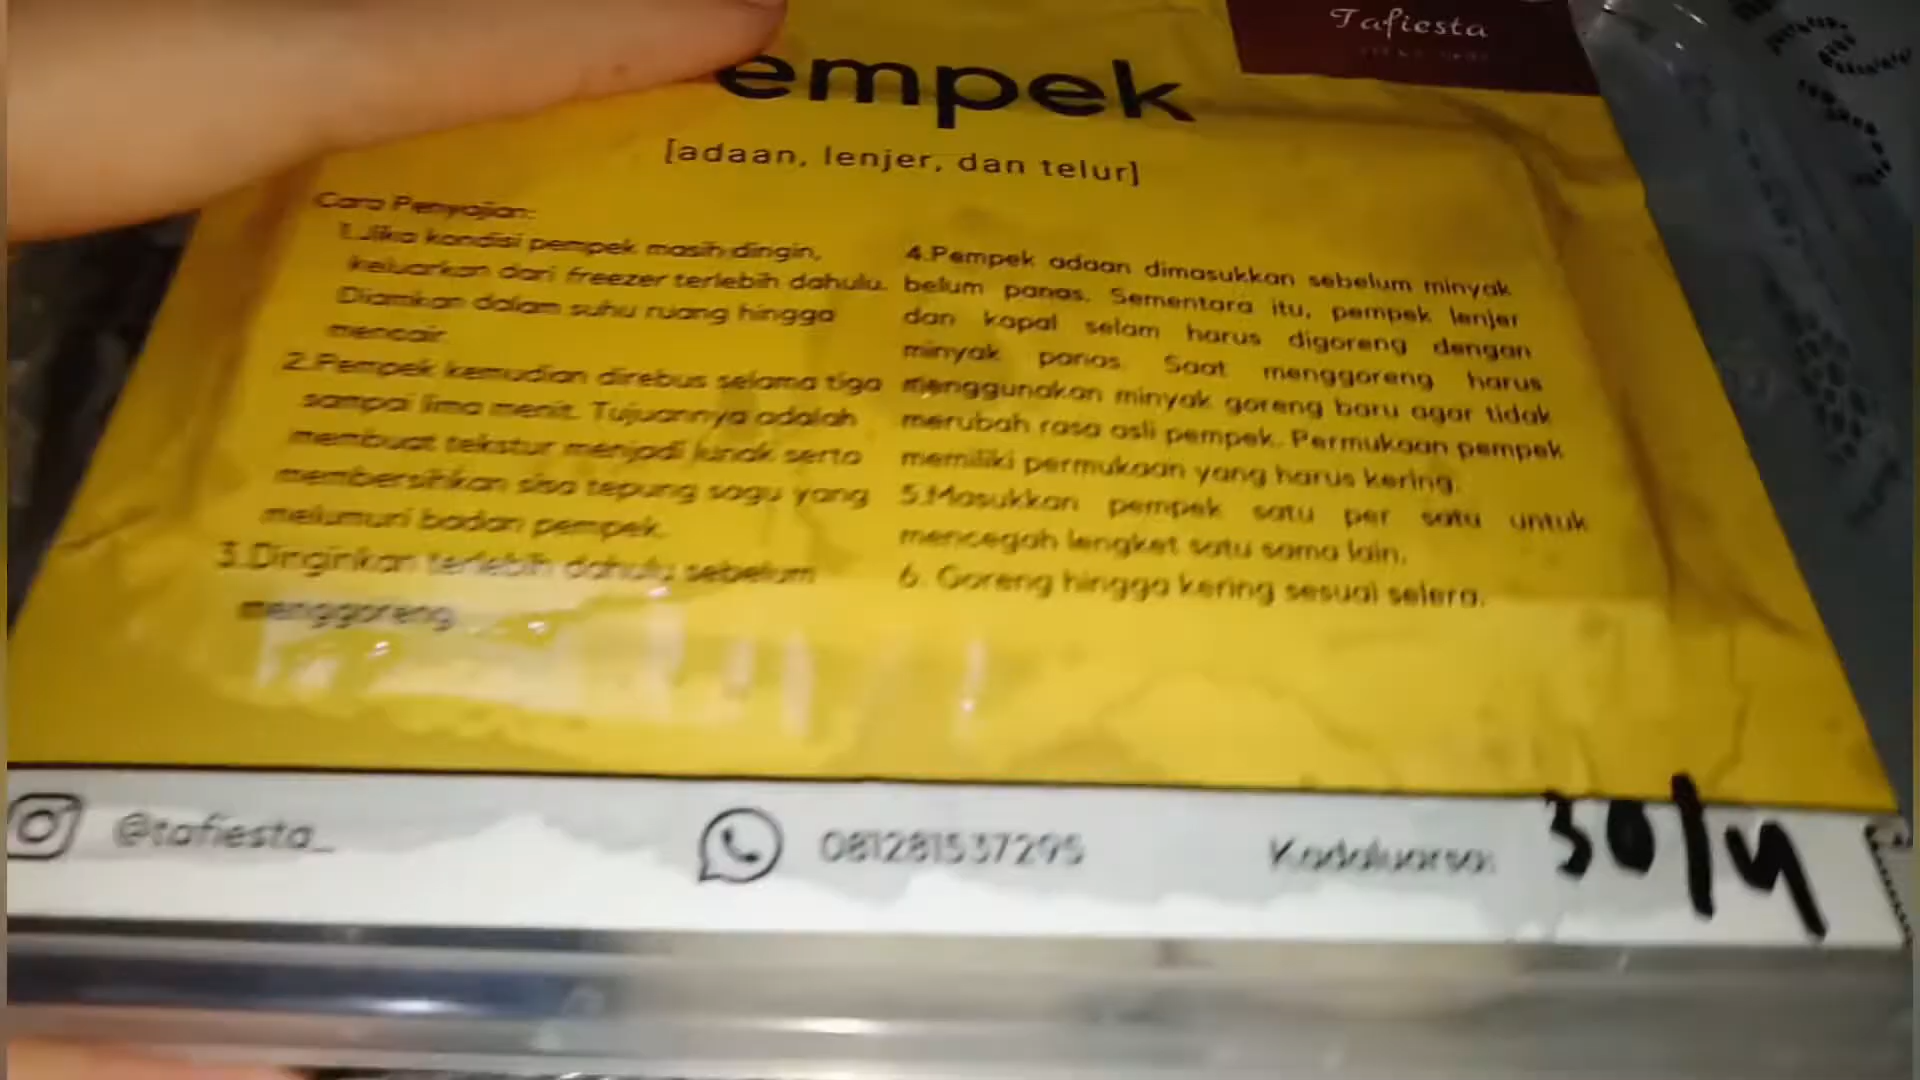 Tafiesta
empek
[adaan, lenjer, dan telur]
Cara Penyajian:
1.Jika kondisi pempek masih dingin,
keluarkan dari freezer terlebih dahulu.
Diamkan dalam suhu ruang hingga
mencair.
2.Pempek kemudian direbus selama tiga
sampai lima menit. Tujuannya adalah
membuat tekstur menjadi lunak serta
membersihkan sisa tepung sagu yang
melumuri badan pempek.
3.Dinginkan terlebih dahulu sebelum
menggoreng.
4.Pempek adaan dimasukkan sebelum minyak
belum panas. Sementara itu, pempek lenjer
dan kapal selam harus digoreng dengan
minyak panas. Saat menggoreng harus
menggunakan minyak goreng baru agar tidak
merubah rasa asli pempek. Permukaan pempek
memiliki permukaan yang harus kering.
5.Masukkan pempek satu per satu untuk
mencegah lengket satu sama lain.
6. Goreng hingga kering sesuai selera.
@tafiesta_
081281537295
Kadaluarsa:
30/4